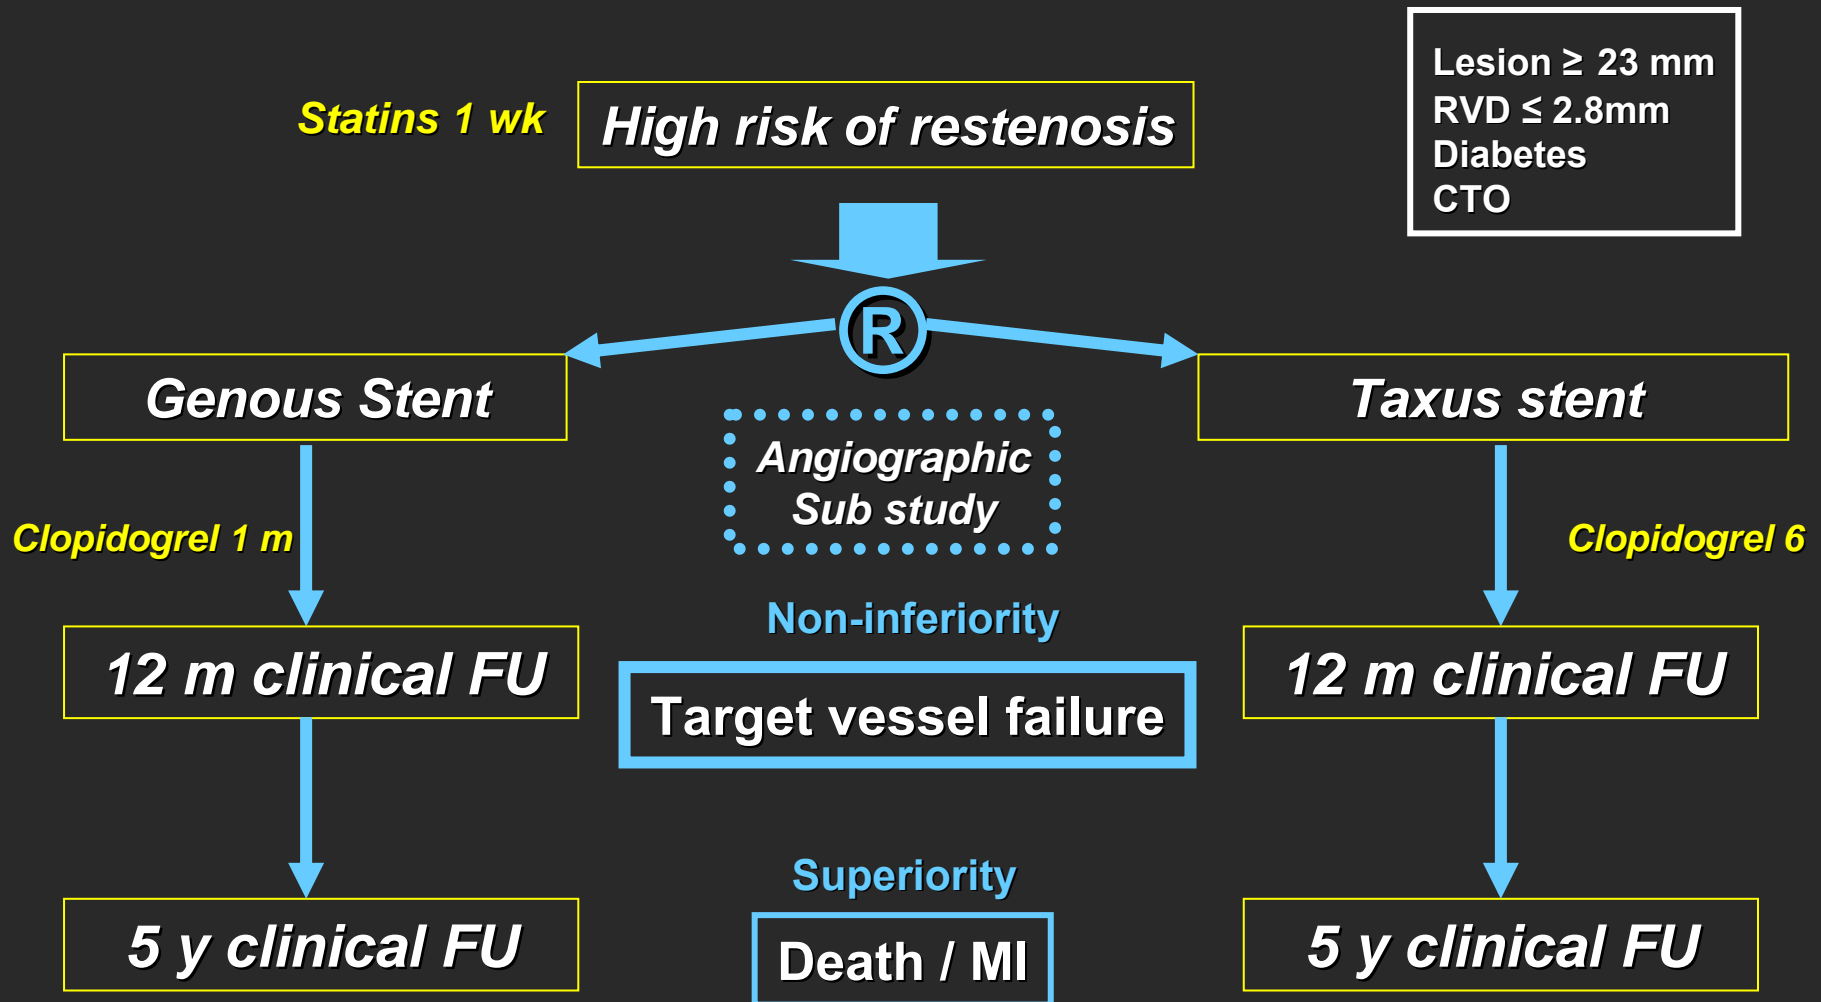 Lesion ≥ 23 mm
RVD ≤ 2.8mm
Diabetes
CTO
Statins 1 wk
High risk of restenosis
R
Genous Stent
Taxus stent
Angiographic
Sub study
Clopidogrel 1 m
Clopidogrel 6
Non-inferiority
12 m clinical FU
Target vessel failure
12 m clinical FU
Superiority
5 y clinical FU
Death / MI
5 y clinical FU